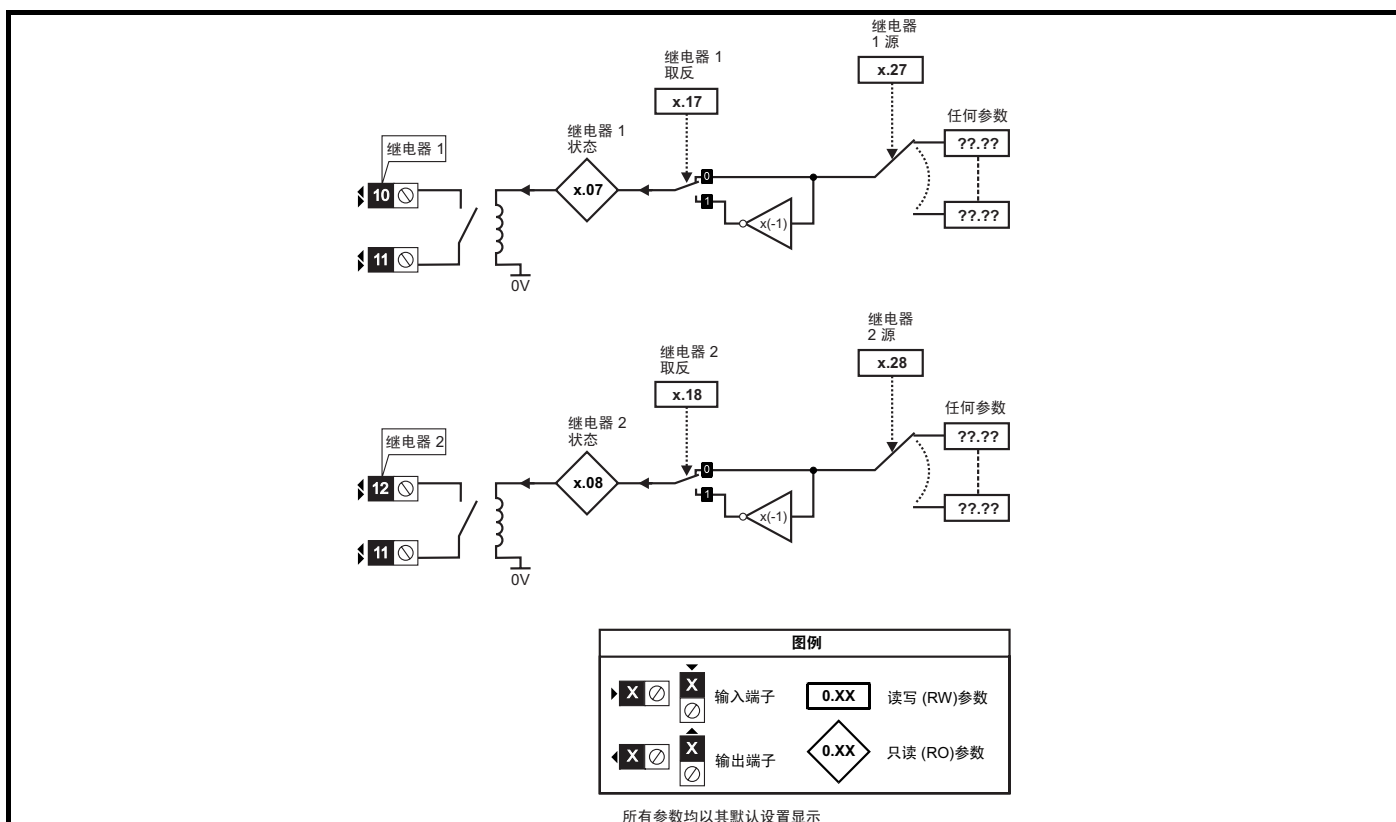 继电器
1 源
x.27
继电器 1
取反
x.17
任何参数
??.??
??.??
继电器 1
状态
x.07
继电器 1
10
11
0
1
x(-1)
0V
继电器
2 源
x.28
继电器 2
取反
x.18
任何参数
??.??
??.??
继电器 2
状态
x.08
继电器 2
12
11
0
1
x(-1)
0V
图例
X
X
输入端子
0.XX
读写 (RW)参数
X
X
输出端子
0.XX
只读 (RO)参数
所有参数均以其默认设置显示